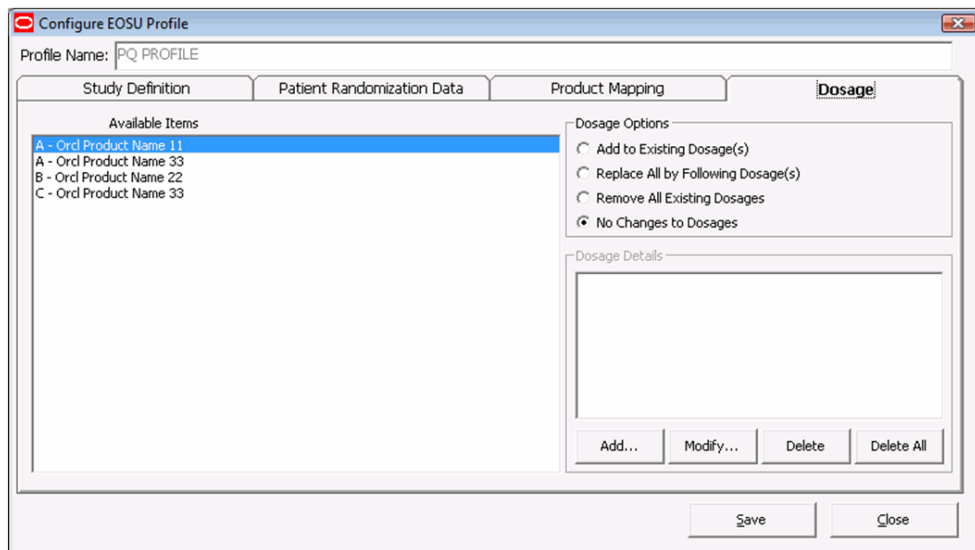 Configure EOSU Profile
Profile Name: PQ PROFILE
Study Definition
Patient Randomization Data
Product Mapping
Dosage
Available Items
A - Orcl Product Name 11
A - Orcl Product Name 33
B - Orcl Product Name 22
C - Orcl Product Name 33
Dosage Options
Add to Existing Dosage(s)
Replace All by Following Dosage(s)
Remove All Existing Dosages
No Changes to Dosages
Dosage Details
Add...
Modify...
Delete
Delete All
Save
Close